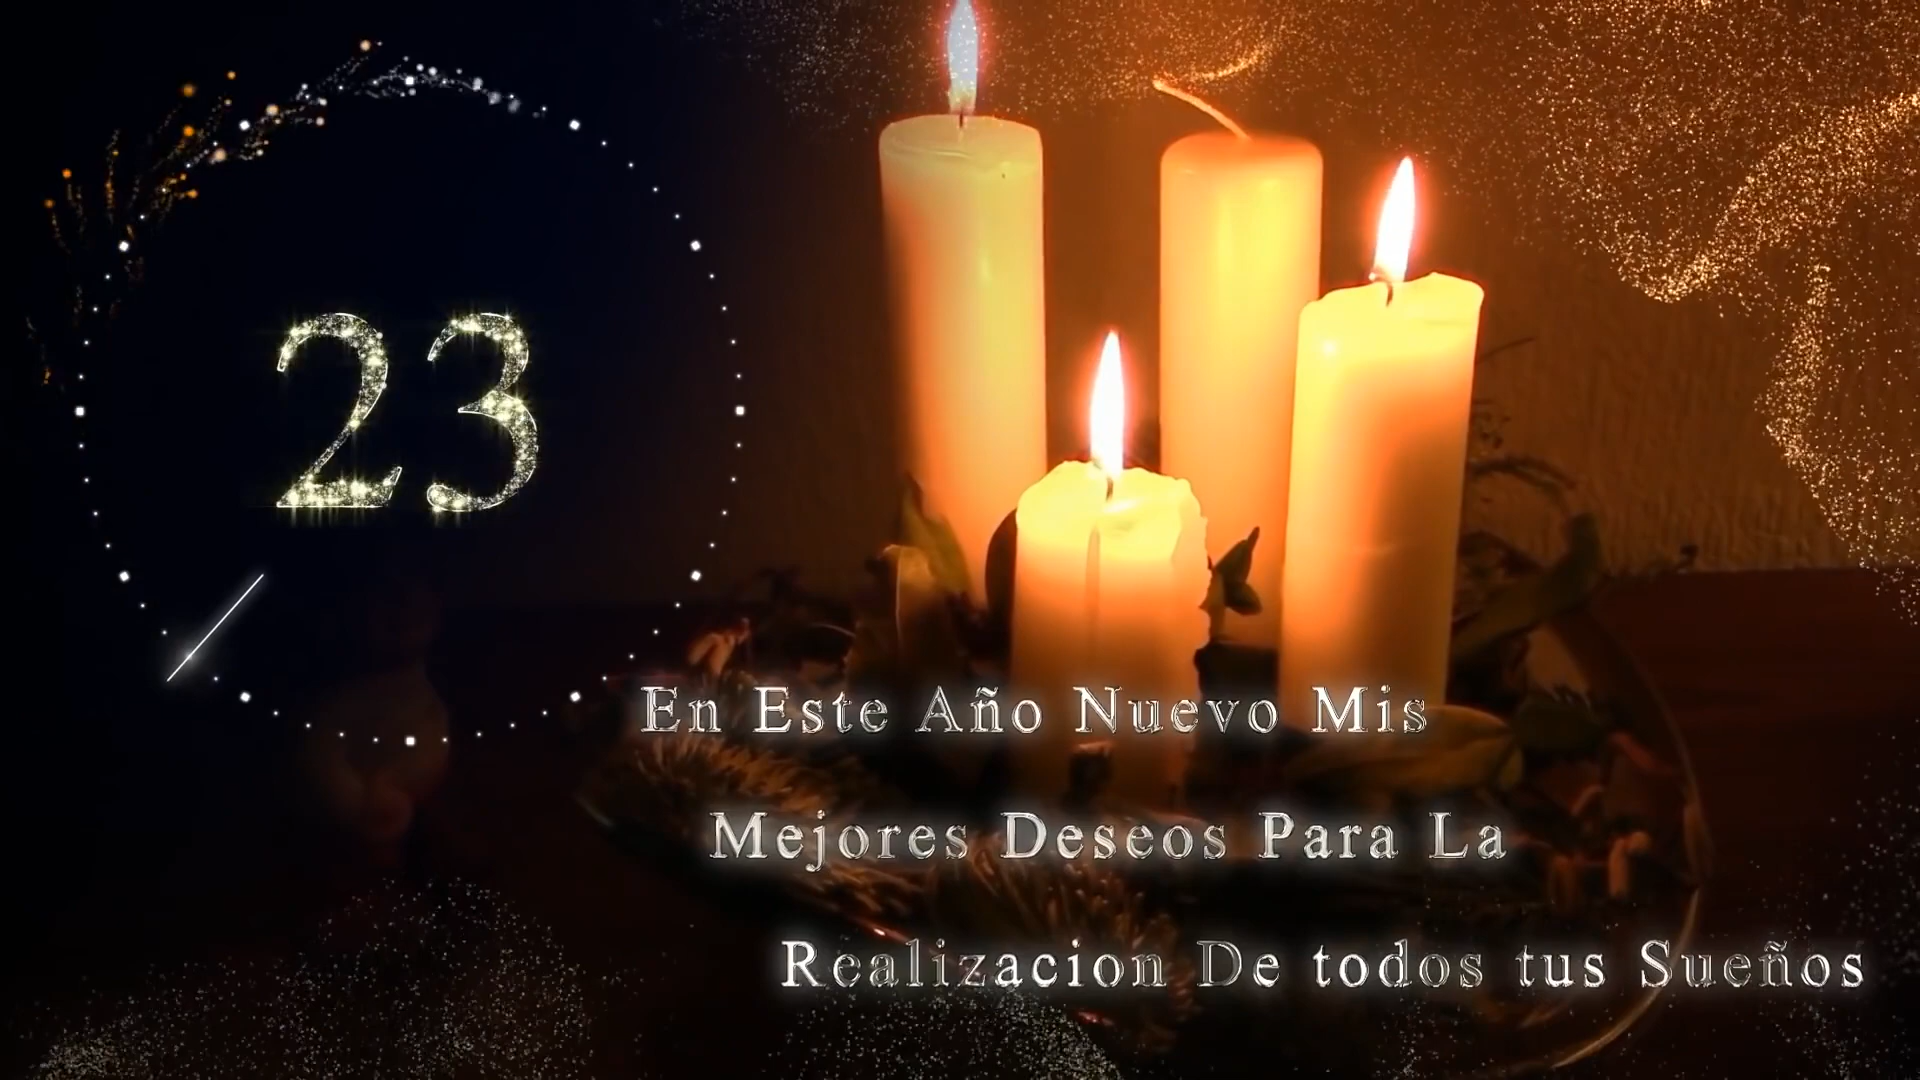 23
En Este Año Nuevo Mis
Mejores Deseos Para La
Realizacion De todos tus Sueños